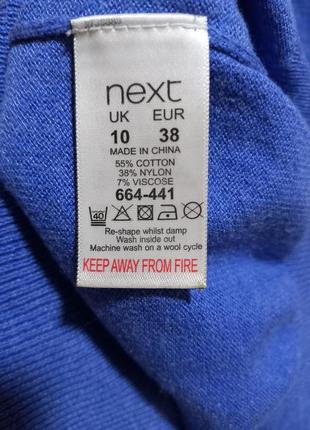 next
UK EUR
10 38
MADE IN CHINA
55% COTTON
38% NYLON
7% VISCOSE
664-441
40
Re-shape whilst damp
Wash inside out
Machine wash on a wool cycle
KEEP AWAY FROM FIRE